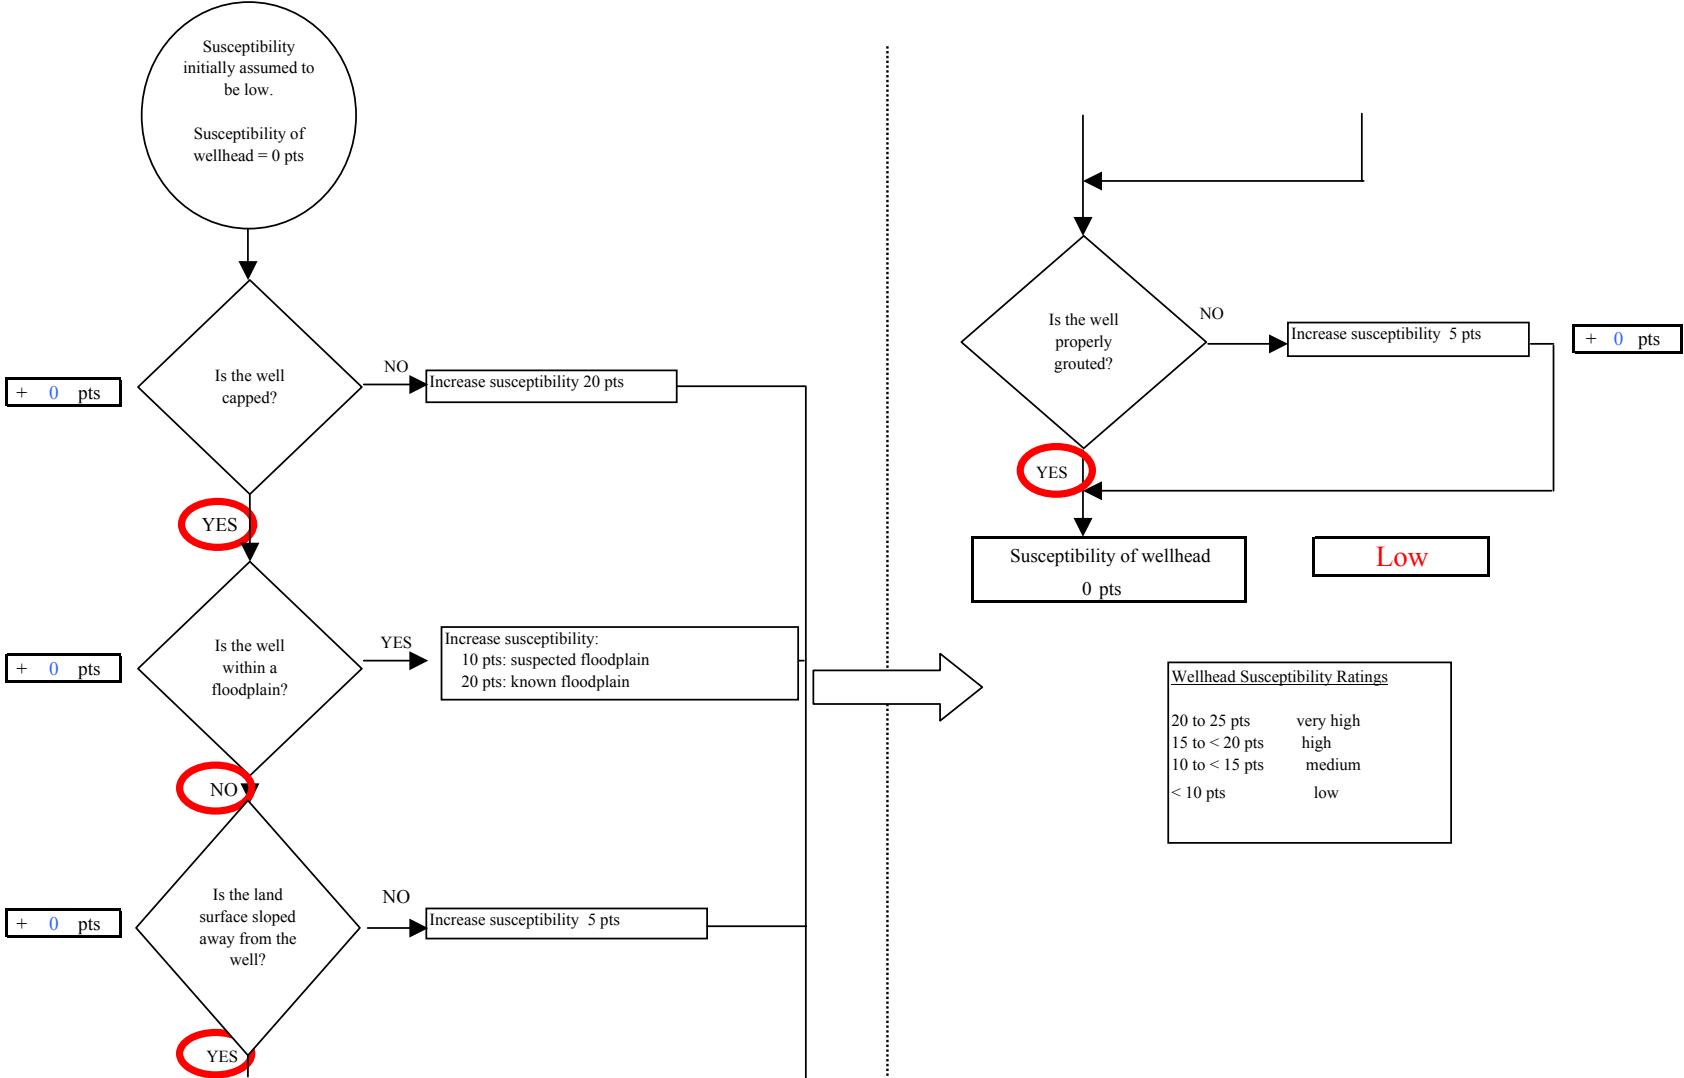 Susceptibility
initially assumed to
be low.
Susceptibility of
wellhead = 0 pts
Is the well
capped?
NO
Increase susceptibility 20 pts
+ 0 pts
YES
Is the well
within a
floodplain?
YES
Increase susceptibility:
10 pts: suspected floodplain
20 pts: known floodplain
+ 0 pts
NO
Is the land
surface sloped
away from the
well?
NO
Increase susceptibility 5 pts
+ 0 pts
YES
Is the well
properly
grouted?
NO
Increase susceptibility 5 pts
+ 0 pts
YES
Susceptibility of wellhead
0 pts
Low
Wellhead Susceptibility Ratings
20 to 25 pts very high
15 to < 20 pts high
10 to < 15 pts medium
< 10 pts low